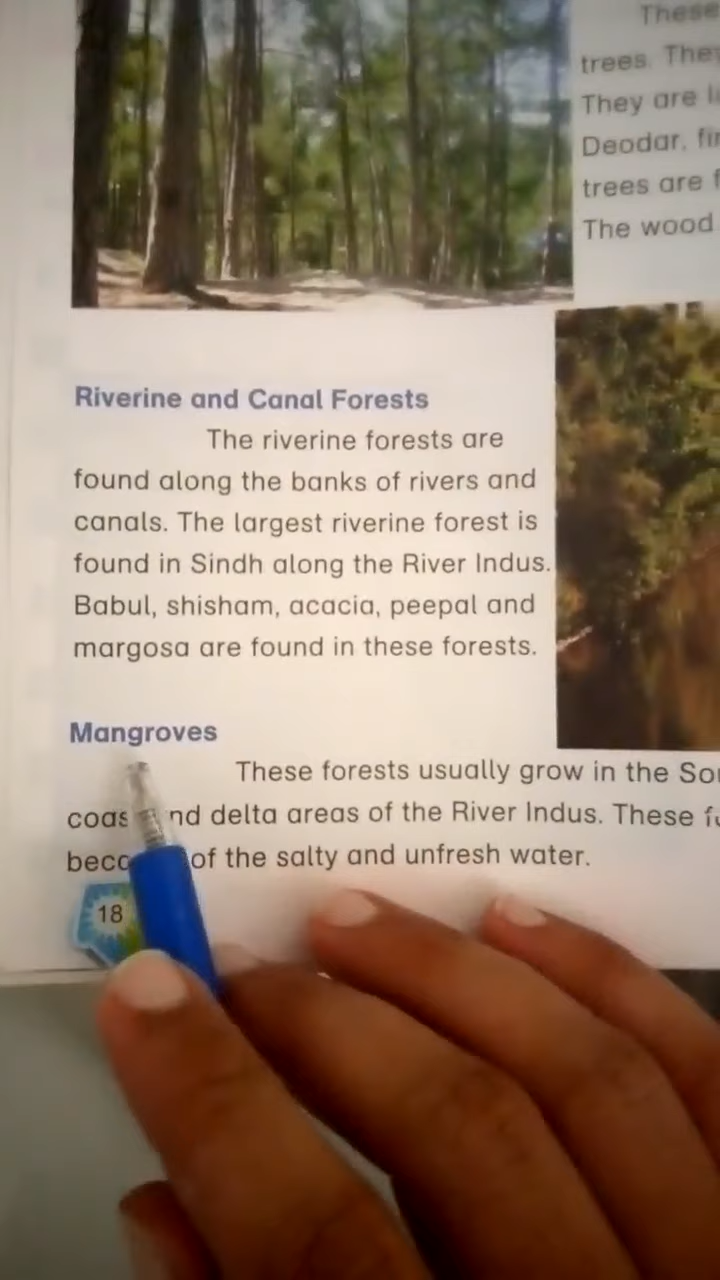 These
trees. They
They are
Deodar, fir
trees are
The wood
Riverine and Canal Forests
The riverine forests are
found along the banks of rivers and
canals. The largest riverine forest is
found in Sindh along the River Indus.
Babul, shisham, acacia, peepal and
margosa are found in these forests.
Mangroves
These forests usually grow in the
nd delta areas of the River Indus. These
of the salty and unfresh water.
18